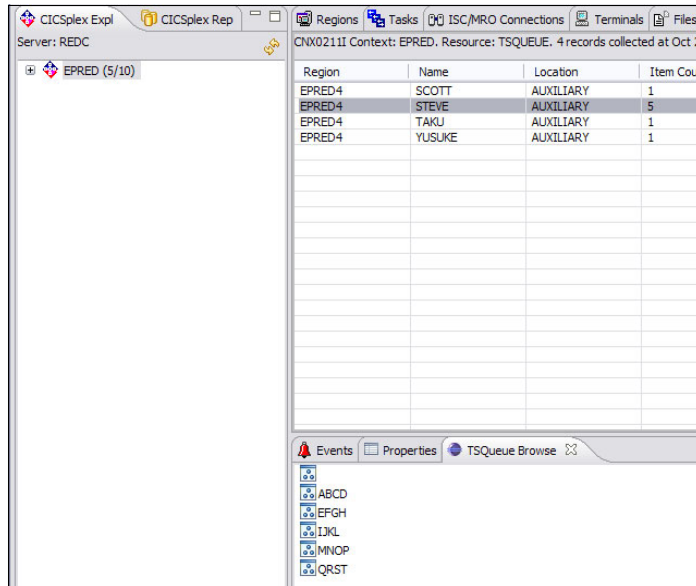 CICSplex Expl
CICSplex Rep
Server: REDC
EPRED (5/10)
Regions Tasks ISC/MRO Connections Terminals Files
CNX0211I Context: EPRED. Resource: TSQUEUE. 4 records collected at Oct
Region Name Location Item Cou
EPRED4 SCOTT AUXILIARY 1
EPRED4 STEVE AUXILIARY 5
EPRED4 TAKU AUXILIARY 1
EPRED4 YUSUKE AUXILIARY 1
Events Properties TSQueue Browse
ABCD
EFGH
IJKL
MNOP
QRST